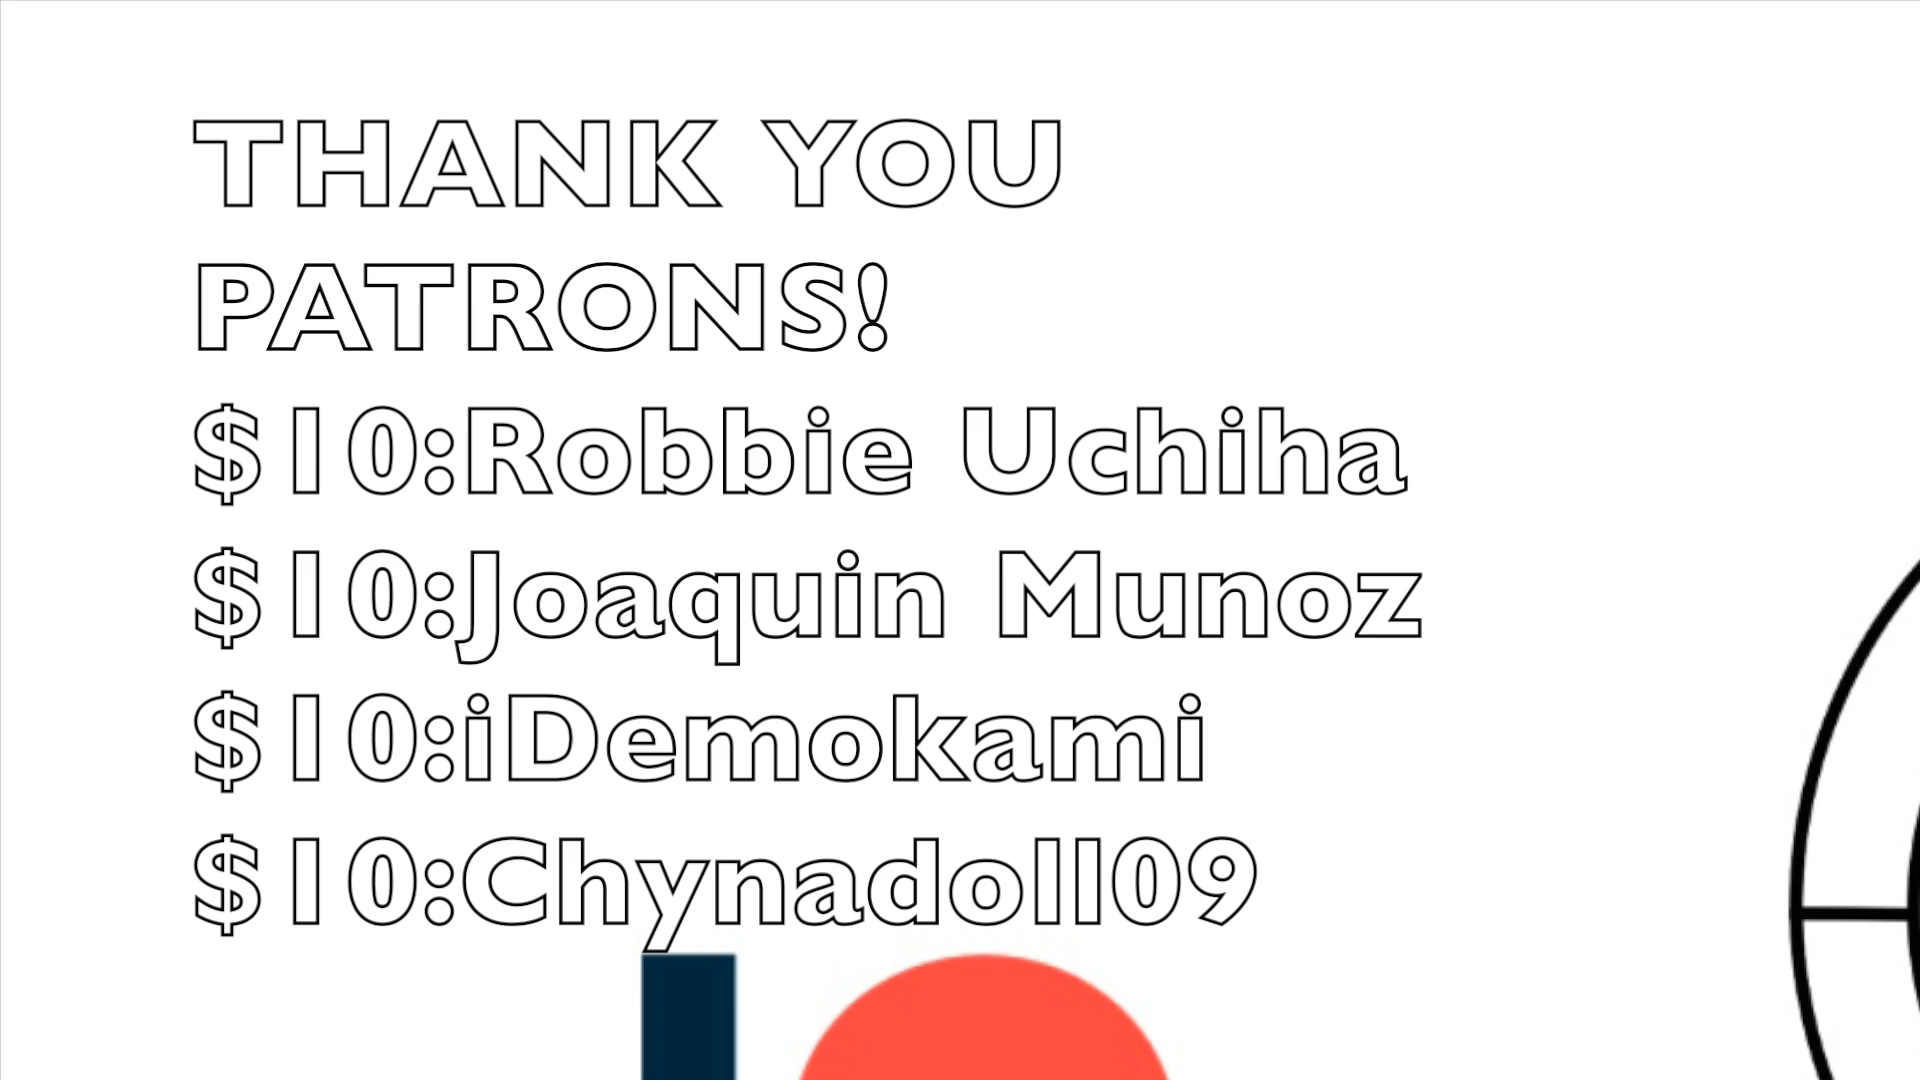 THANK YOU
PATRONS!
$10:Robbie Uchiha
$10:Joaquin Munoz
$10:iDemokami
$10:Chynadoll09